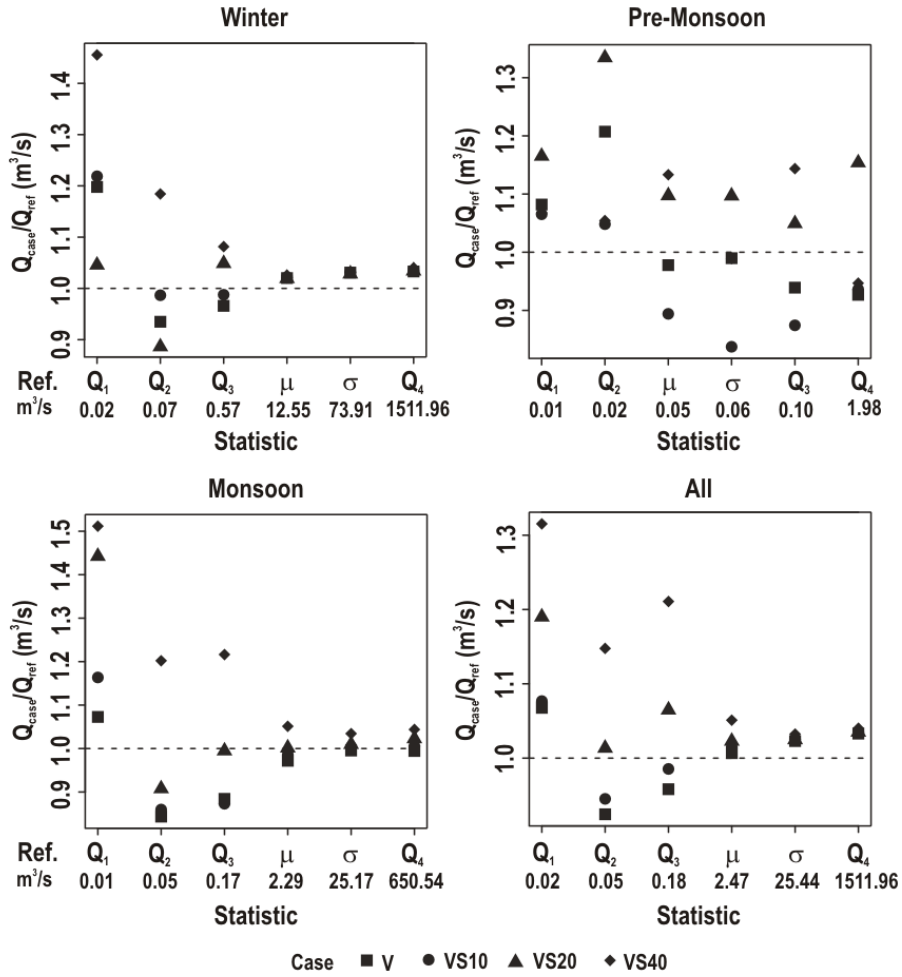 Winter
Q_case/Q_ref (m³/s)
1.4
1.3
1.2
1.1
1.0
0.9
Ref. Q₁ Q₂ Q₃ μ σ Q₄
m³/s 0.02 0.07 0.57 12.55 73.91 1511.96
Statistic
Pre-Monsoon
Q_case/Q_ref (m³/s)
1.3
1.2
1.1
1.0
0.9
Q₁ Q₂ μ σ Q₃ Q₄
0.01 0.02 0.05 0.06 0.10 1.98
Statistic
Monsoon
Q_case/Q_ref (m³/s)
1.5
1.4
1.3
1.2
1.1
1.0
0.9
Ref. Q₁ Q₂ Q₃ μ σ Q₄
m³/s 0.01 0.05 0.17 2.29 25.17 650.54
Statistic
All
Q_case/Q_ref (m³/s)
1.3
1.2
1.1
1.0
Q₁ Q₂ Q₃ μ σ Q₄
0.02 0.05 0.18 2.47 25.44 1511.96
Statistic
Case V VS10 VS20 VS40